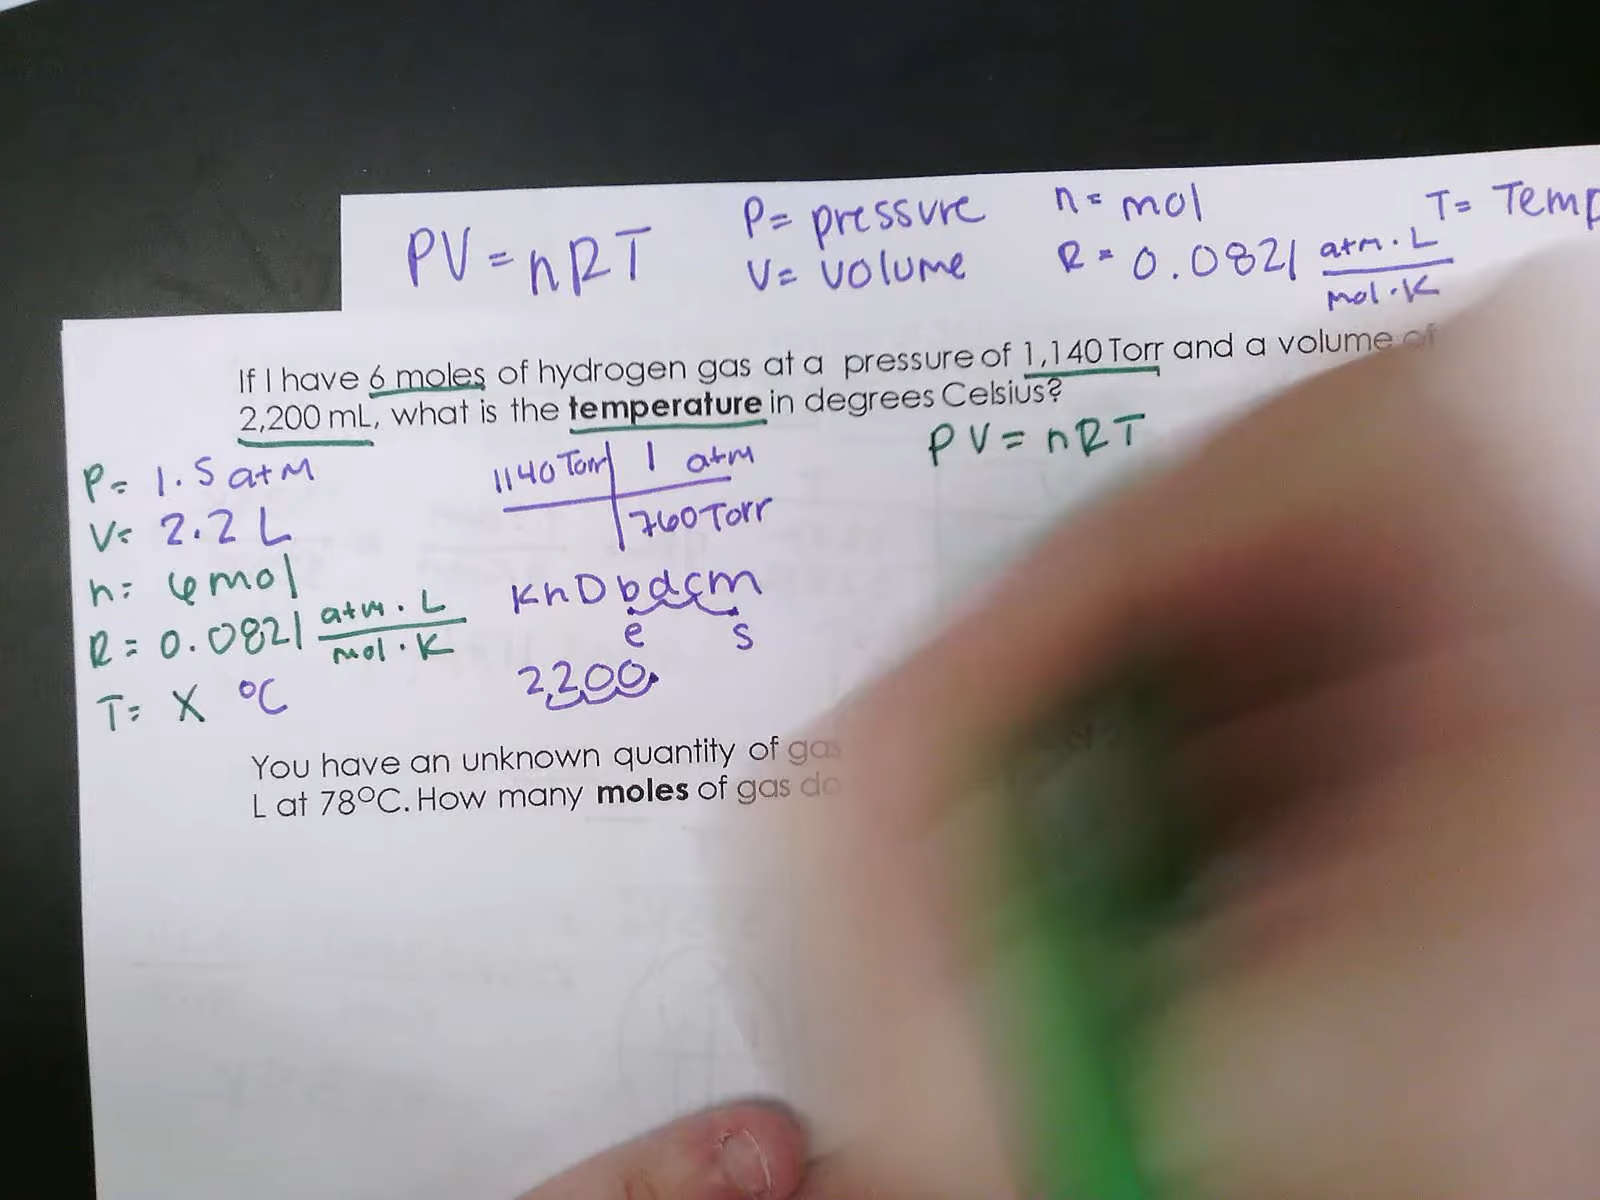 PV = nRT
P = pressure
n = mol
T = Temp
V = volume
R = 0.0821 atm · L
mol · K
If I have 6 moles of hydrogen gas at a pressure of 1,140 Torr and a volume of
2,200 mL, what is the temperature in degrees Celsius?
PV = nRT
P = 1.5 atm
1140 Torr | 1 atm
760 Torr
V = 2.2 L
n = 6 mol
KhDbdcm
e s
R = 0.0821 atm · L
mol · K
2,200
T = X °C
You have an unknown quantity of gas
L at 78°C. How many moles of gas do